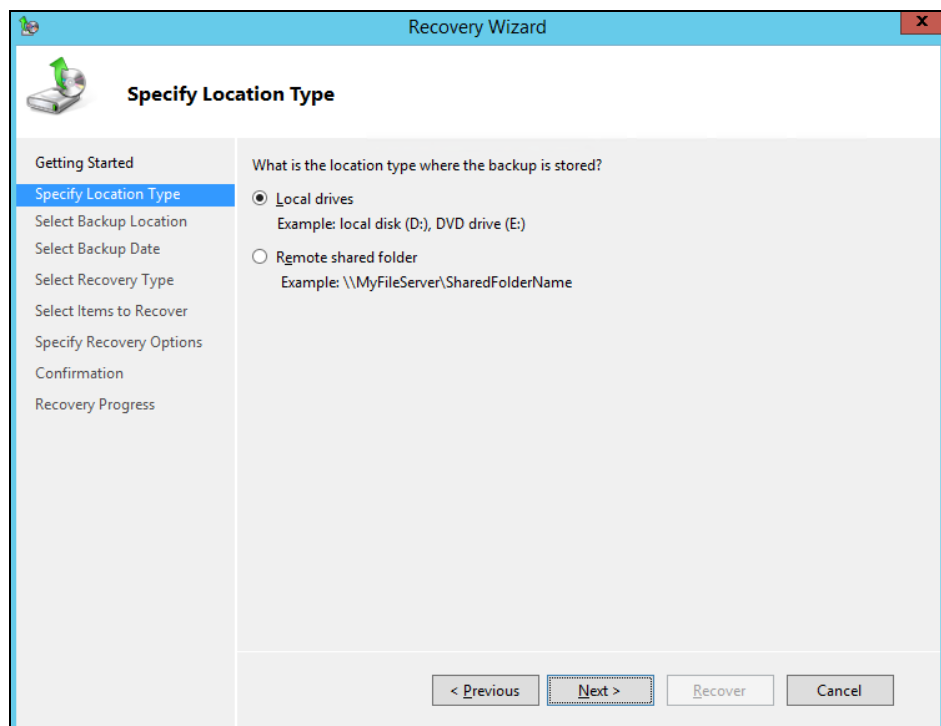 Recovery Wizard
x
Specify Location Type
Getting Started
Specify Location Type
Select Backup Location
Select Backup Date
Select Recovery Type
Select Items to Recover
Specify Recovery Options
Confirmation
Recovery Progress
What is the location type where the backup is stored?
Local drives
Example: local disk (D:), DVD drive (E:)
Remote shared folder
Example: \\MyFileServer\SharedFolderName
< Previous
Next >
Recover
Cancel